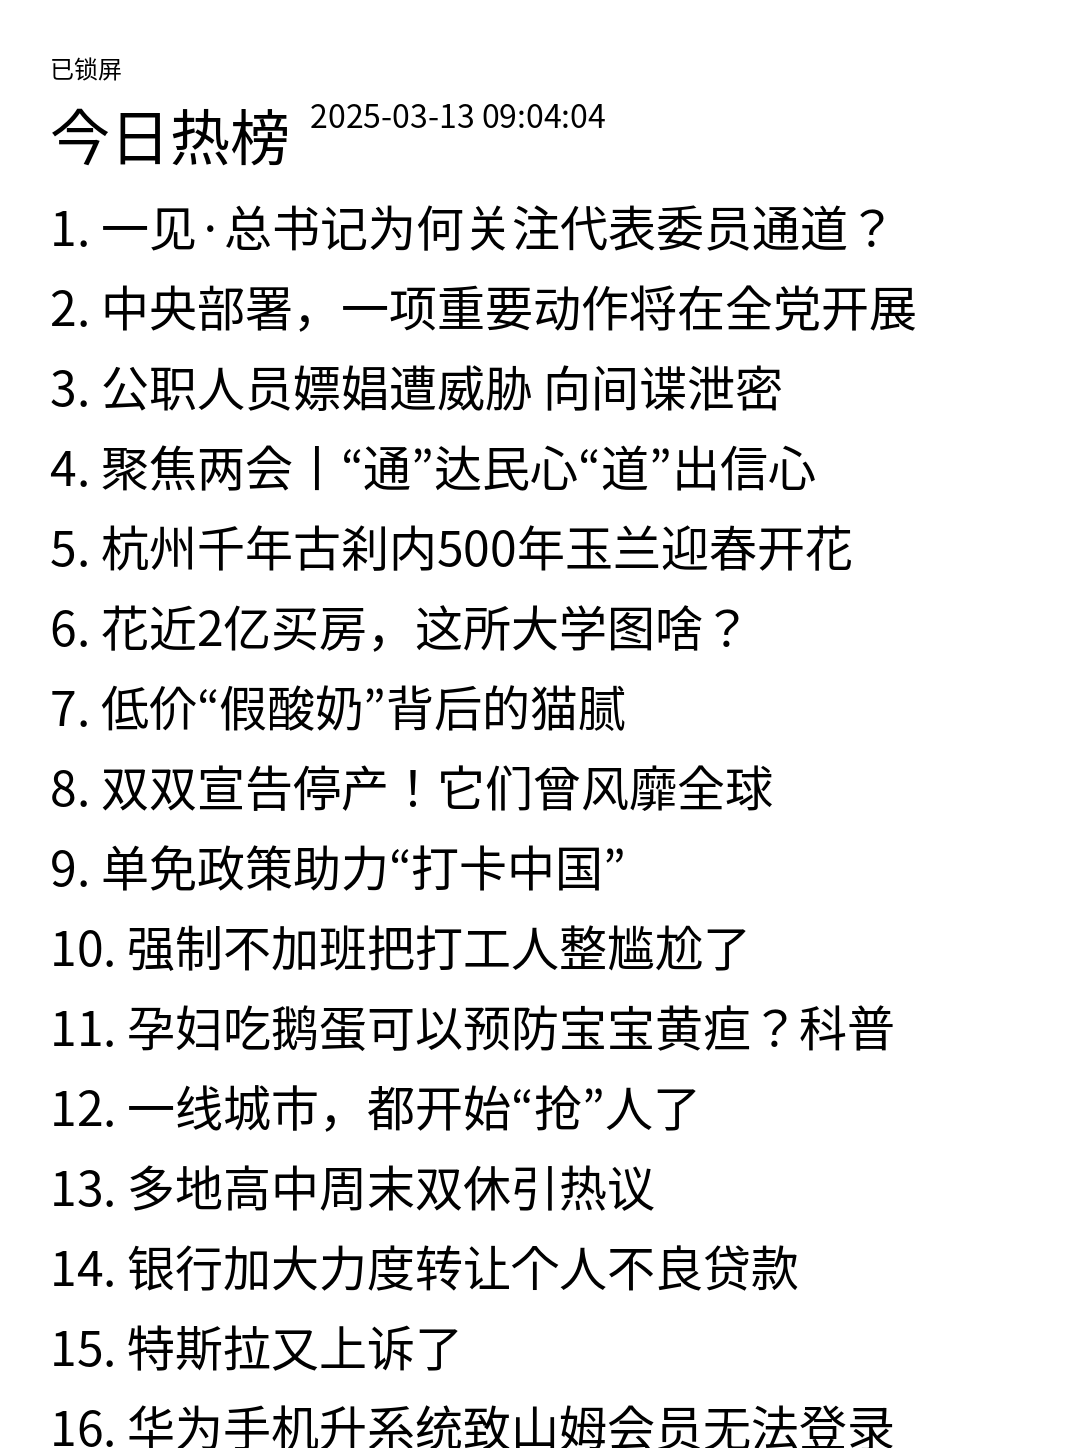 已锁屏
今日热榜 2025-03-13 09:04:04
1. 一见·总书记为何关注代表委员通道？
2. 中央部署，一项重要动作将在全党开展
3. 公职人员嫖娼遭威胁 向间谍泄密
4. 聚焦两会丨“通”达民心“道”出信心
5. 杭州千年古刹内500年玉兰迎春开花
6. 花近2亿买房，这所大学图啥？
7. 低价“假酸奶”背后的猫腻
8. 双双宣告停产！它们曾风靡全球
9. 单免政策助力“打卡中国”
10. 强制不加班把打工人整尴尬了
11. 孕妇吃鹅蛋可以预防宝宝黄疸？科普
12. 一线城市，都开始“抢”人了
13. 多地高中周末双休引热议
14. 银行加大力度转让个人不良贷款
15. 特斯拉又上诉了
16. 华为手机升系统致山姆会员无法登录